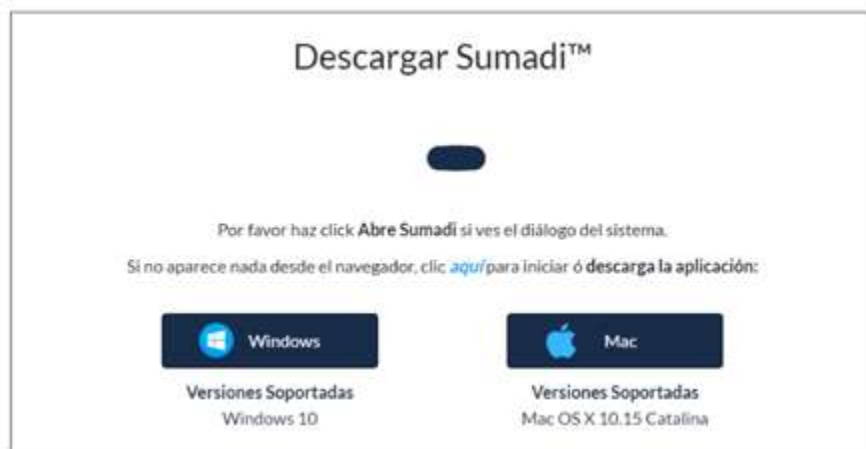 Descargar Sumadi™
Por favor haz click Abre Sumadi si ves el diálogo del sistema.
Si no aparece nada desde el navegador, clic aquí para iniciar ó descarga la aplicación:
Windows
Mac
Versiones Soportadas
Versiones Soportadas
Windows 10
Mac OS X 10.15 Catalina